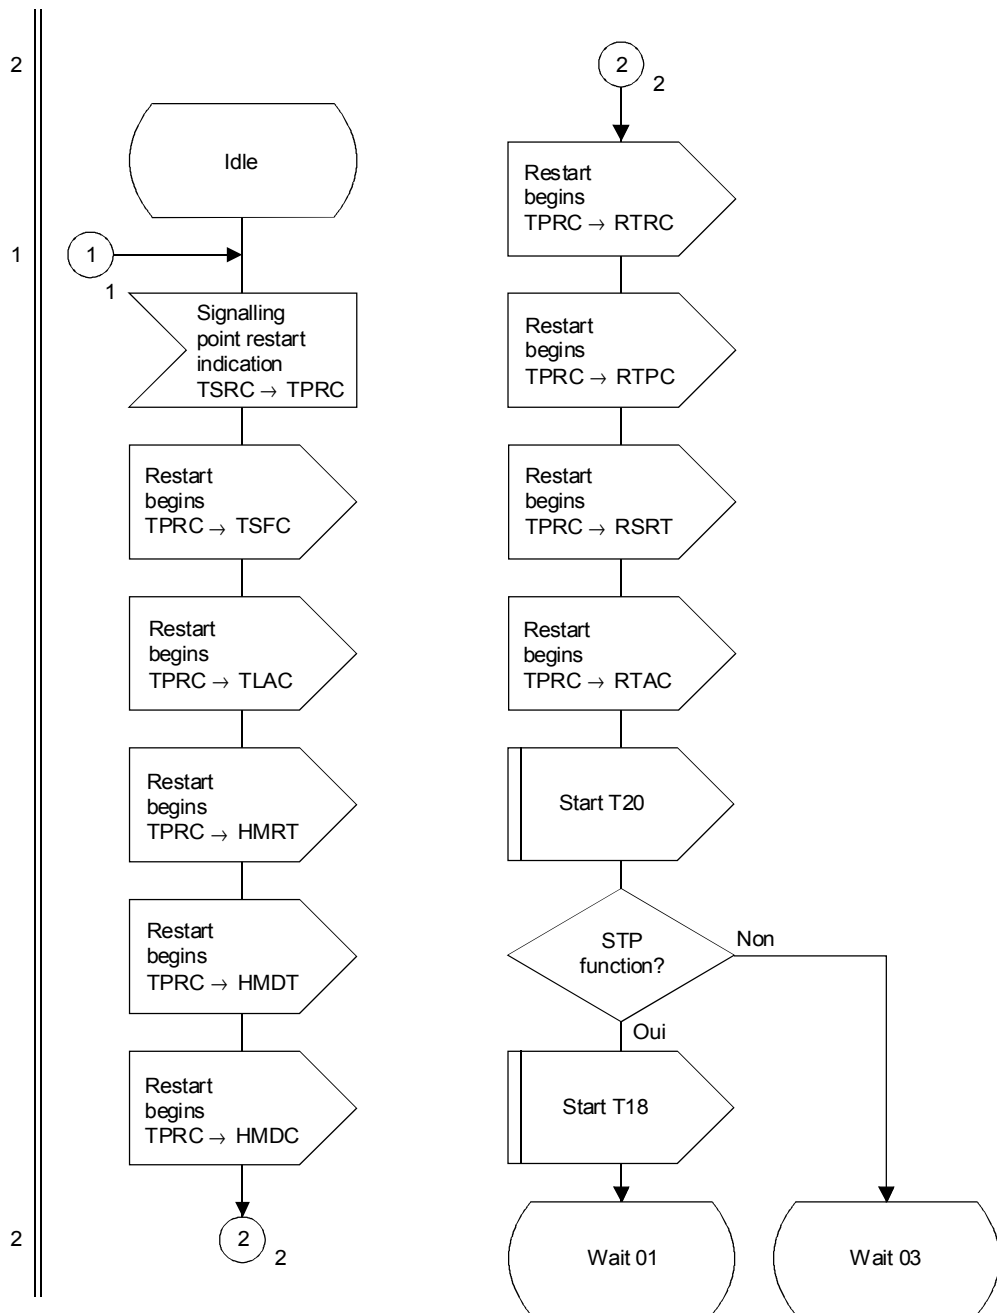 2
Idle
1
1
1
Signalling
point restart
indication
TSRC → TPRC
Restart
begins
TPRC → TSFC
Restart
begins
TPRC → TLAC
Restart
begins
TPRC → HMRT
Restart
begins
TPRC → HMDT
Restart
begins
TPRC → HMDC
2
2
2
2
2
Restart
begins
TPRC → RTRC
Restart
begins
TPRC → RTPC
Restart
begins
TPRC → RSRT
Restart
begins
TPRC → RTAC
Start T20
STP
function?
Non
Oui
Start T18
Wait 01
Wait 03